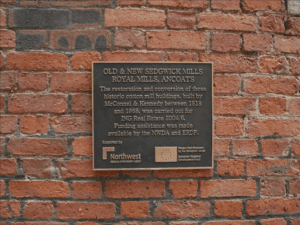 OLD & NEW SEDGWICK MILLS
ROYAL MILLS, ANCOATS
The restoration and conversion of these
historic cotton mill buildings, built by
McConnel & Kennedy between 1818
and 1868, was carried out for
ING Real Estate 2004/6.
Funding assistance was made
available by the NWDA and ERDF.
Supported by
Northwest